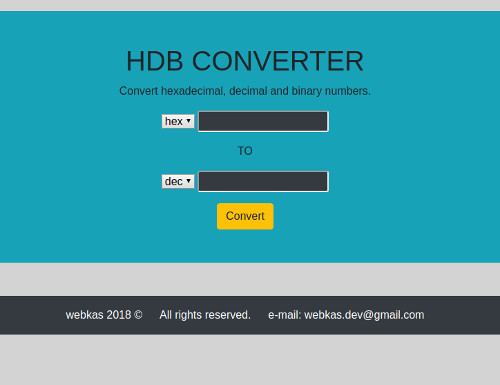 HDB CONVERTER
Convert hexadecimal, decimal and binary numbers.
hex
TO
dec
Convert
webkas 2018 © All rights reserved. e-mail: webkas.dev@gmail.com